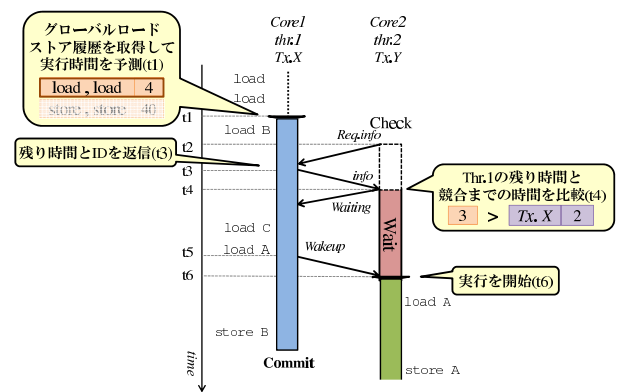 グローバルロード
ストア履歴を取得して
実行時間を予測(t1)
load , load 4
store , store 40
Core1
thr.1
Tx.X
Core2
thr.2
Tx.Y
load
load
t1
load B
Check
Req.info
t2
残り時間とIDを返信(t3)
t3
info
t4
Thr.1の残り時間と
競合までの時間を比較(t4)
3 > Tx. X 2
Waiting
Wait
load C
load A
Wakeup
t5
t6
実行を開始(t6)
load A
store B
time
Commit
store A